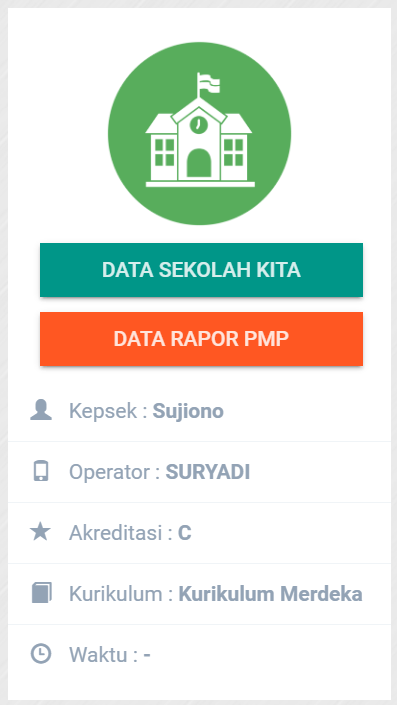 DATA SEKOLAH KITA
DATA RAPOR PMP
Kepsek : Sujiono
Operator : SURYADI
Akreditasi : C
Kurikulum : Kurikulum Merdeka
Waktu : -